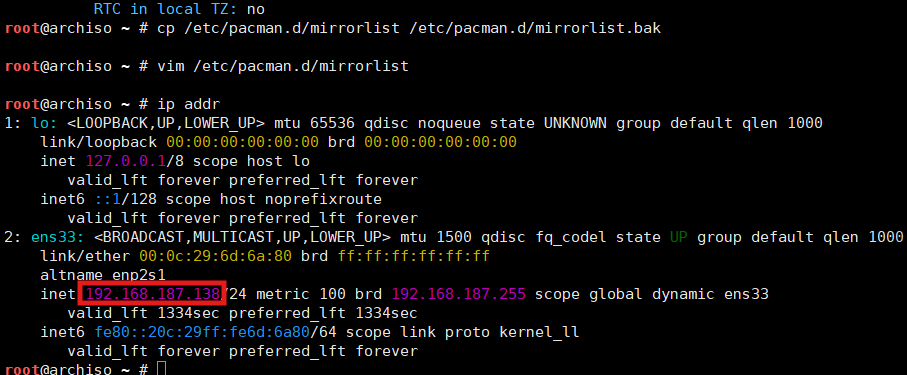 RTC in local TZ: no
root@archiso ~ # cp /etc/pacman.d/mirrorlist /etc/pacman.d/mirrorlist.bak
root@archiso ~ # vim /etc/pacman.d/mirrorlist
root@archiso ~ # ip addr
1: lo: <LOOPBACK,UP,LOWER_UP> mtu 65536 qdisc noqueue state UNKNOWN group default qlen 1000
link/loopback 00:00:00:00:00:00 brd 00:00:00:00:00:00
inet 127.0.0.1/8 scope host lo
valid_lft forever preferred_lft forever
inet6 ::1/128 scope host noprefixroute
valid_lft forever preferred_lft forever
2: ens33: <BROADCAST,MULTICAST,UP,LOWER_UP> mtu 1500 qdisc fq_codel state UP group default qlen 1000
link/ether 00:0c:29:6d:6a:80 brd ff:ff:ff:ff:ff:ff
altname enp2s1
inet 192.168.187.138/24 metric 100 brd 192.168.187.255 scope global dynamic ens33
valid_lft 1334sec preferred_lft 1334sec
inet6 fe80::20c:29ff:fe6d:6a80/64 scope link proto kernel_ll
valid_lft forever preferred_lft forever
root@archiso ~ #